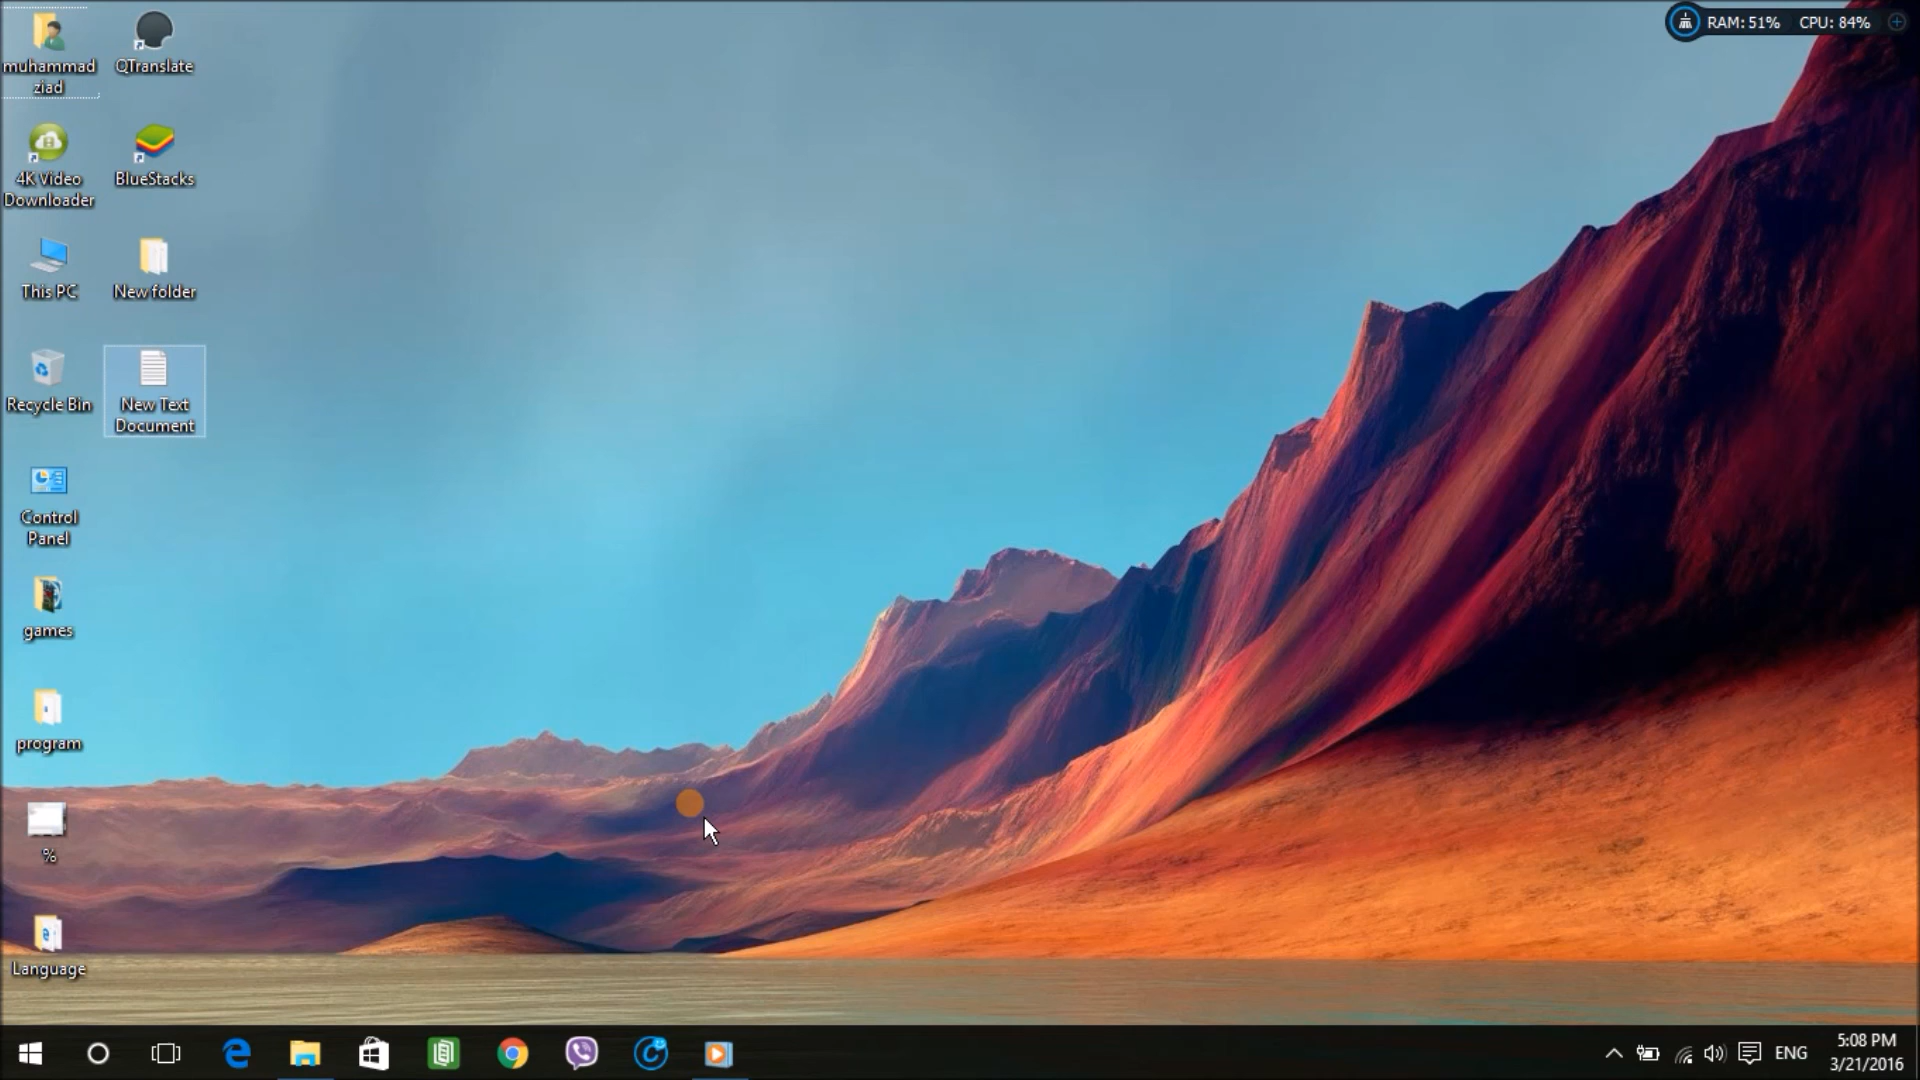 muhammad
ziad
QTranslate
4K Video
Downloader
BlueStacks
This PC
New folder
Recycle Bin
New Text
Document
Control
Panel
games
program
%
Language
RAM: 51% CPU: 84%
ENG
5:08 PM
3/21/2016